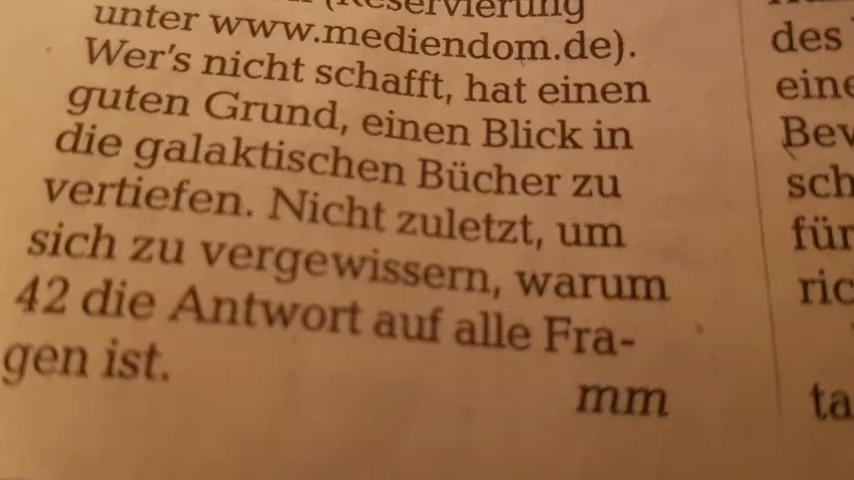 (Reservierung
unter www.mediendom.de).
Wer's nicht schafft, hat einen
guten Grund, einen Blick in
die galaktischen Bücher zu
vertiefen. Nicht zuletzt, um
sich zu vergewissern, warum
42 die Antwort auf alle Fra-
gen ist.
mm
des
eine
Bev
sch
für
ric
ta